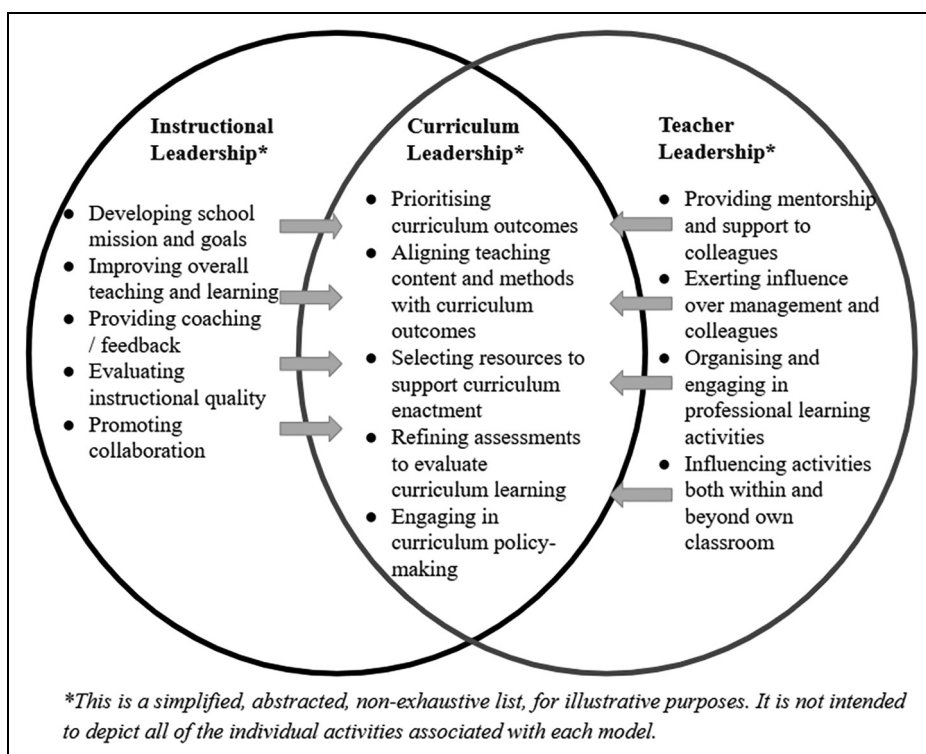 Instructional
Leadership*
● Developing school
mission and goals
● Improving overall
teaching and learning
● Providing coaching
/ feedback
● Evaluating
instructional quality
● Promoting
collaboration
Curriculum
Leadership*
● Prioritising
curriculum outcomes
● Aligning teaching
content and methods
with curriculum
outcomes
● Selecting resources to
support curriculum
enactment
● Refining assessments
to evaluate
curriculum learning
● Engaging in
curriculum policy-
making
Teacher
Leadership*
● Providing mentorship
and support to
colleagues
● Exerting influence
over management and
colleagues
● Organising and
engaging in
professional learning
activities
● Influencing activities
both within and
beyond own
classroom
*This is a simplified, abstracted, non-exhaustive list, for illustrative purposes. It is not intended
to depict all of the individual activities associated with each model.